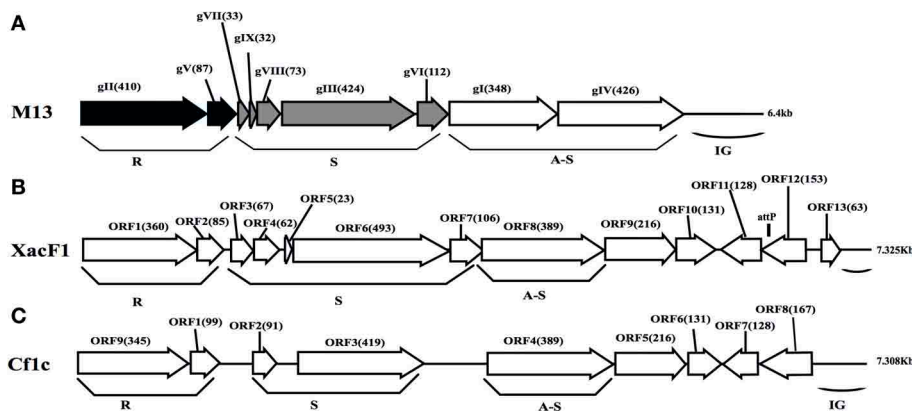 A
gVII(33)
gIX(32)
gV(87)
gVIII(73)
gVI(112)
gII(410)
gIII(424)
gI(348)
gIV(426)
M13
6.4kb
R
S
A-S
IG
B
ORF5(23)
ORF3(67)
ORF12(153)
ORF11(128)
ORF2(85)
ORF4(62)
ORF7(106)
ORF10(131)
attP
ORF13(63)
ORF1(360)
ORF6(493)
ORF8(389)
ORF9(216)
XacF1
7.325Kb
R
S
A-S
C
ORF1(99)
ORF2(91)
ORF6(131)
ORF8(167)
ORF7(128)
ORF9(345)
ORF3(419)
ORF4(389)
ORF5(216)
Cf1c
7.308Kb
R
S
A-S
IG